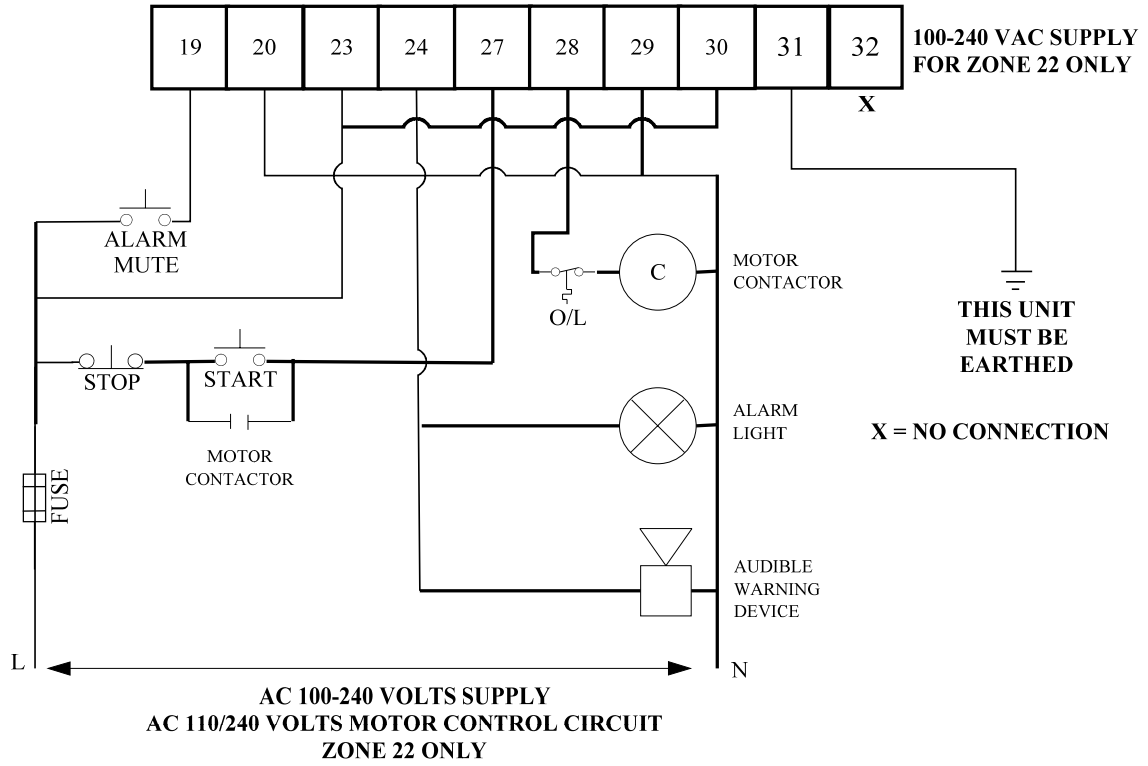 19 20 23 24 27 28 29 30 31 32
100-240 VAC SUPPLY
FOR ZONE 22 ONLY
X
ALARM
MUTE
C
MOTOR
CONTACTOR
O/L
THIS UNIT
MUST BE
EARTHED
STOP
START
ALARM
LIGHT
X = NO CONNECTION
MOTOR
CONTACTOR
FUSE
AUDIBLE
WARNING
DEVICE
L
N
AC 100-240 VOLTS SUPPLY
AC 110/240 VOLTS MOTOR CONTROL CIRCUIT
ZONE 22 ONLY